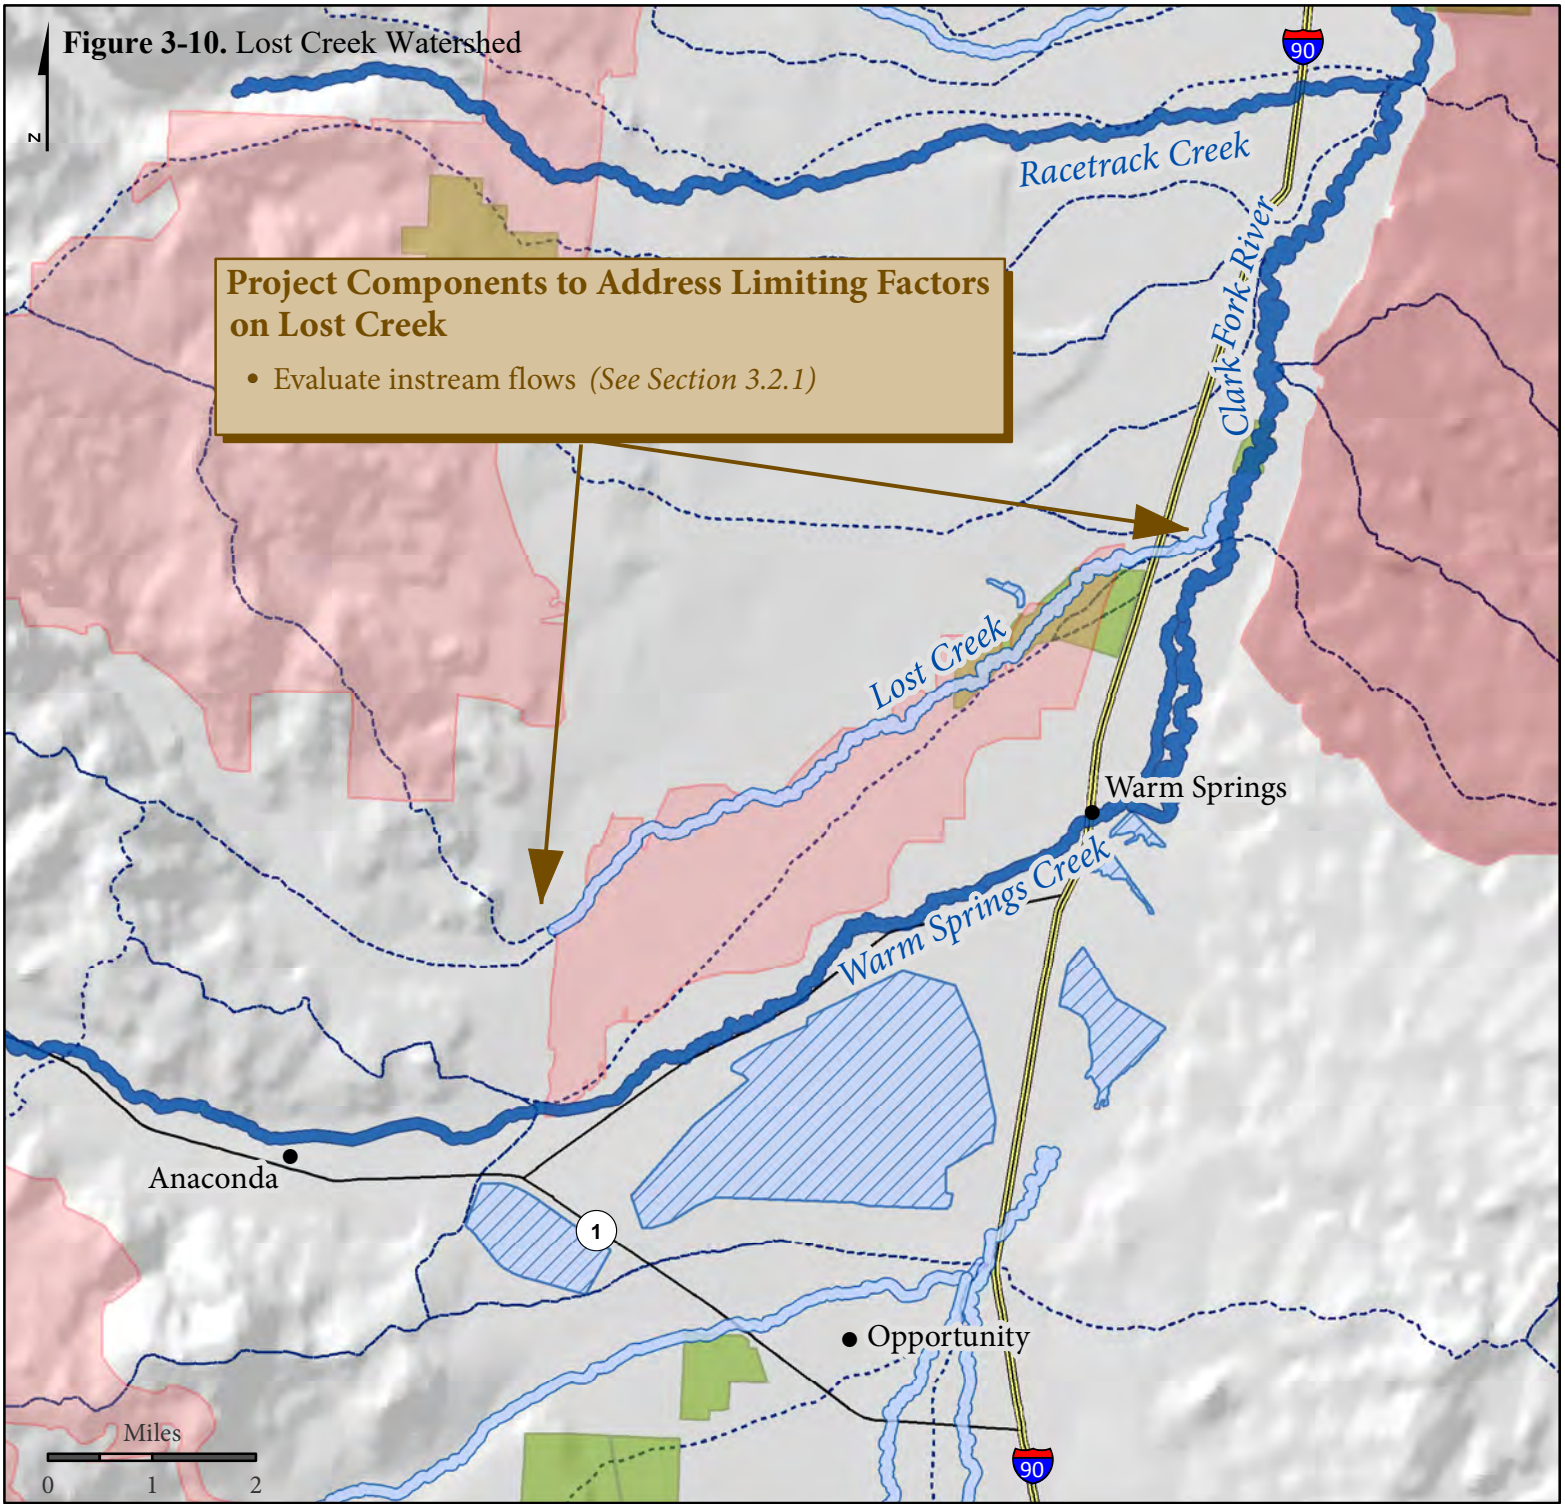 Figure 3-10. Lost Creek Watershed
N
90
Racetrack Creek
Clark Fork River
Project Components to Address Limiting Factors
on Lost Creek
• Evaluate instream flows (See Section 3.2.1)
Lost Creek
Warm Springs
Warm Springs Creek
Anaconda
1
Opportunity
Miles
0 1 2
90